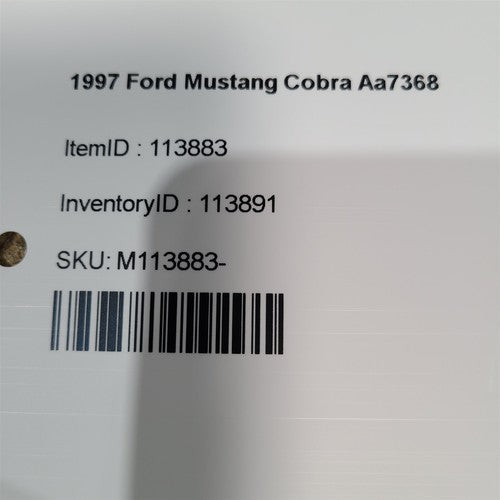 1997 Ford Mustang Cobra Aa7368
ItemID : 113883
InventoryID : 113891
SKU: M113883-